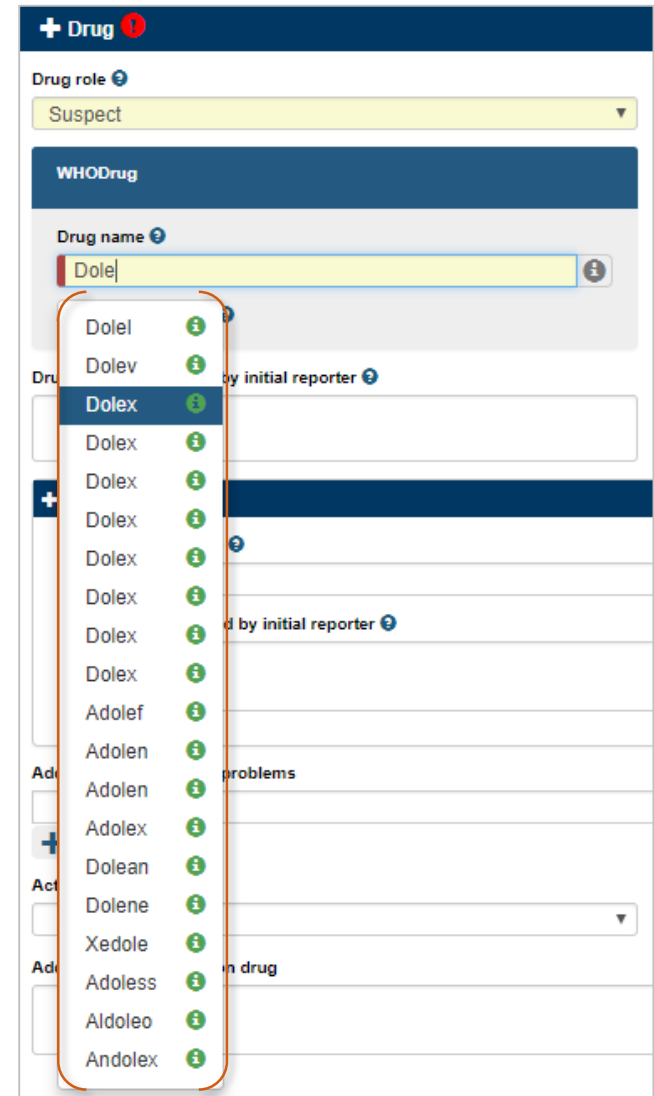 Drug
Drug role
Suspect
WHODrug
Drug name
Dole
Dolel
Dolev
Dru by initial reporter
Dolex
Dolex
Dolex
Dolex
Dolex
Dolex
d by initial reporter
Dolex
Dolex
Adolef
Adolen
Ad problems
Adolen
Adolex
Dolean
Act
Dolene
Xedole
Ad n drug
Adoless
Aldoleo
Andolex